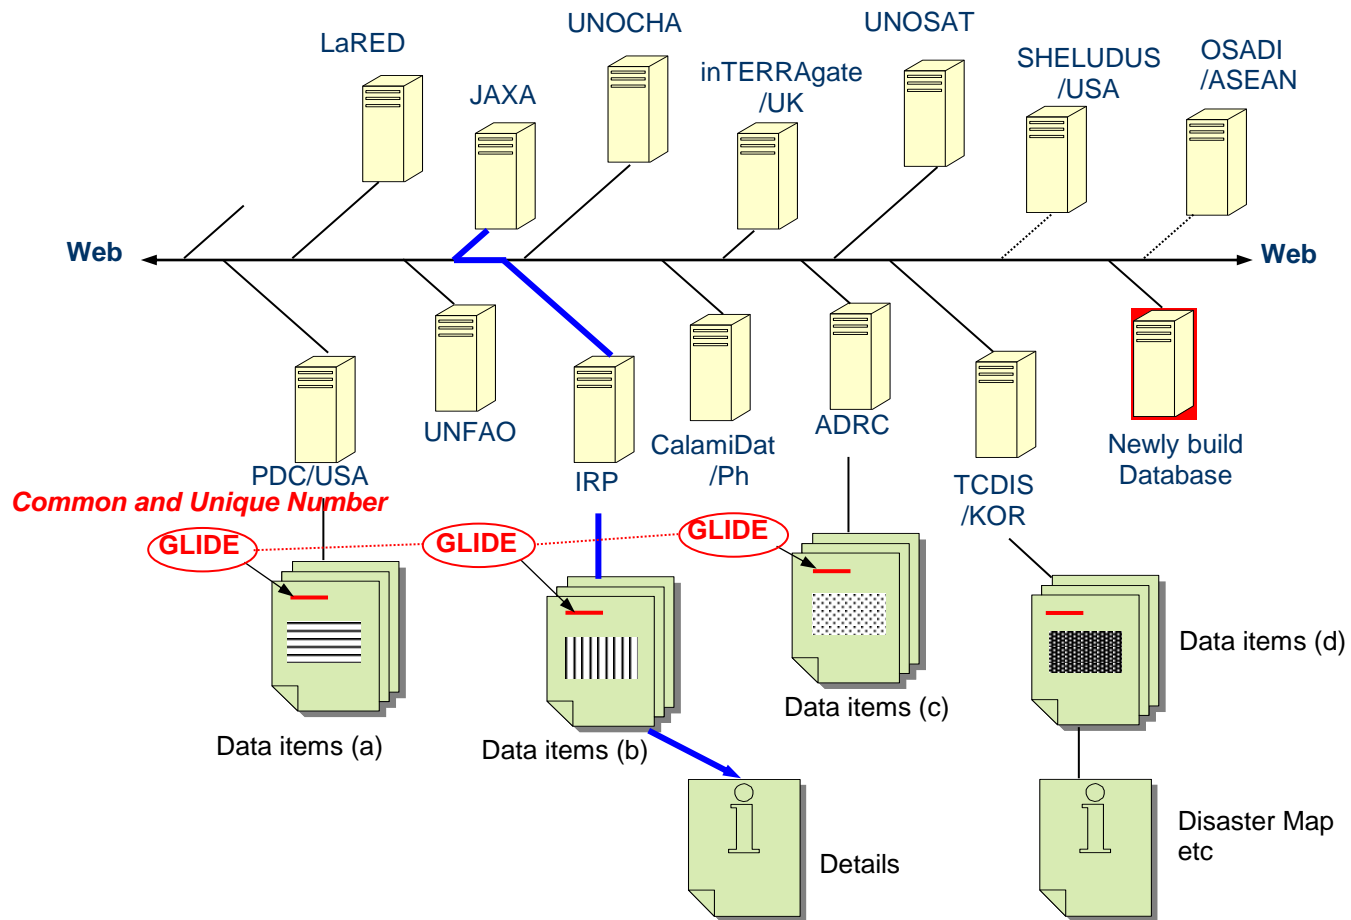 UNOCHA
UNOSAT
LaRED
SHELUDUS
/USA
OSADI
/ASEAN
inTERRAgate
/UK
JAXA
Web
Web
UNFAO
CalamiDat
/Ph
ADRC
Newly build
Database
PDC/USA
IRP
TCDIS
/KOR
Common and Unique Number
GLIDE
GLIDE
GLIDE
Data items (d)
Data items (c)
Data items (a)
Data items (b)
i
i
Disaster Map
etc
Details